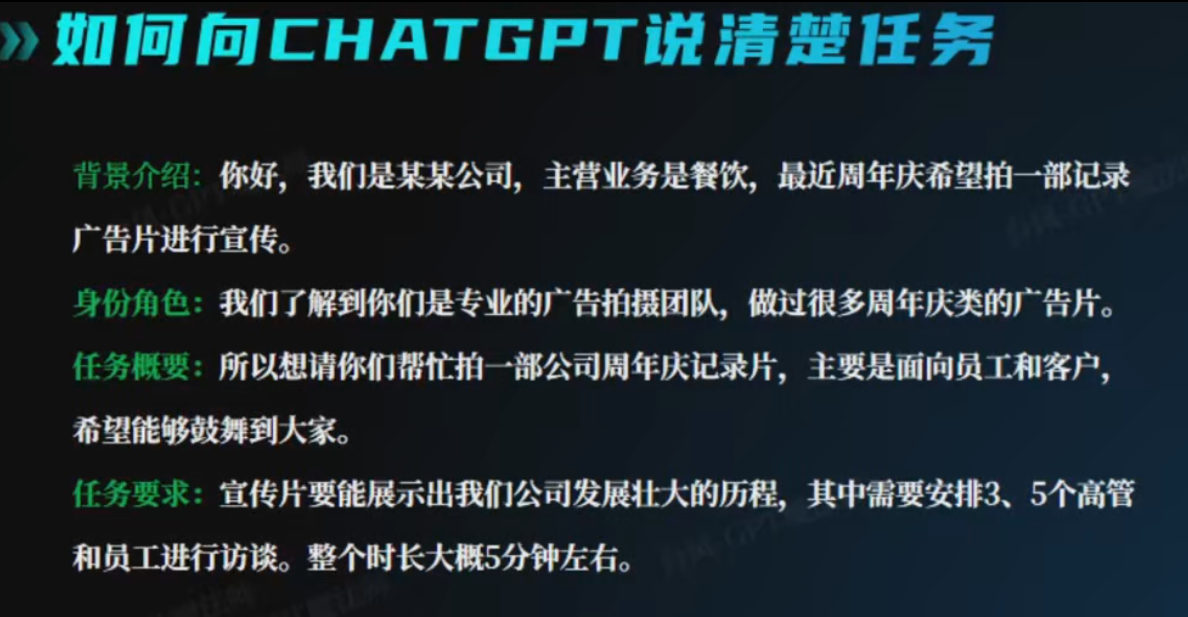 如何向CHATGPT说清楚任务
背景介绍：你好，我们是某某公司，主营业务是餐饮，最近周年庆希望拍一部记录
广告片进行宣传。
身份角色：我们了解到你们是专业的广告拍摄团队，做过很多周年庆类的广告片。
任务概要：所以想请你们帮忙拍一部公司周年庆记录片，主要是面向员工和客户，
希望能够鼓舞到大家。
任务要求：宣传片要能展示出我们公司发展壮大的历程，其中需要安排3、5个高管
和员工进行访谈。整个时长大概5分钟左右。